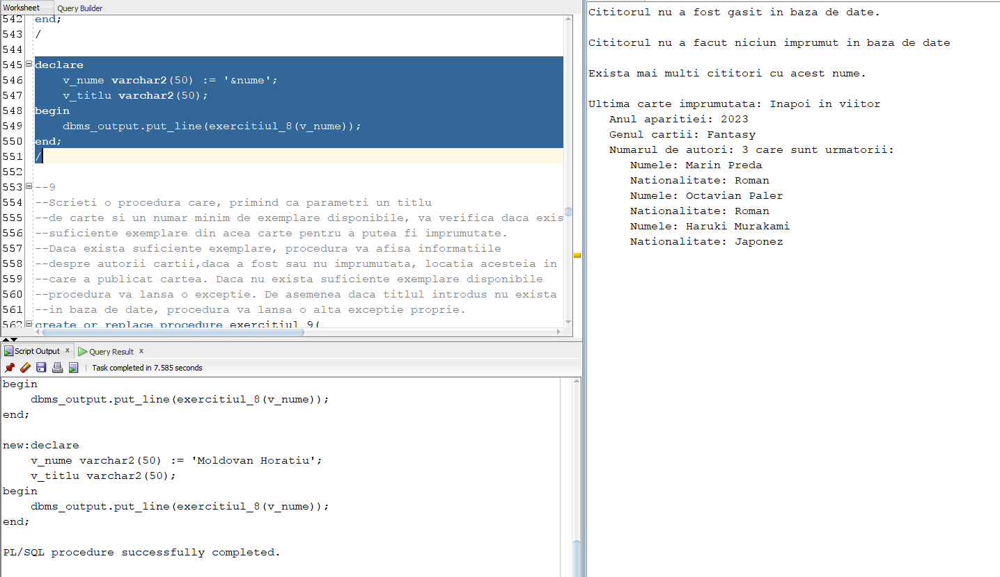 Worksheet Query Builder
542 end;
543 /
544
545 declare
546     v_nume varchar2(50) := '&nume';
547     v_titlu varchar2(50);
548 begin
549     dbms_output.put_line(exercitiul_8(v_nume));
550 end;
551 /
552
553 --9
554 --Scrieti o procedura care, primind ca parametri un titlu
555 --de carte si un numar minim de exemplare disponibile, va verifica daca exis
556 --suficiente exemplare din acea carte pentru a putea fi imprumutate.
557 --Daca exista suficiente exemplare, procedura va afisa informatiile
558 --despre autorii cartii,daca a fost sau nu imprumutata, locatia acesteia in
559 --care a publicat cartea. Daca nu exista suficiente exemplare disponibile
560 --procedura va lansa o exceptie. De asemenea daca titlul introdus nu exista
561 --in baza de date, procedura va lansa o alta exceptie proprie.
562 create or replace procedure exercitiul_9(
Script Output x Query Result x
Task completed in 7.585 seconds
begin
    dbms_output.put_line(exercitiul_8(v_nume));
end;

new:declare
    v_nume varchar2(50) := 'Moldovan Horatiu';
    v_titlu varchar2(50);
begin
    dbms_output.put_line(exercitiul_8(v_nume));
end;

PL/SQL procedure successfully completed.
Cititorul nu a fost gasit in baza de date.

Cititorul nu a facut niciun imprumut in baza de date

Exista mai multi cititori cu acest nume.

Ultima carte imprumutata: Inapoi in viitor
   Anul aparitiei: 2023
   Genul cartii: Fantasy
   Numarul de autori: 3 care sunt urmatorii:
      Numele: Marin Preda
      Nationalitate: Roman
      Numele: Octavian Paler
      Nationalitate: Roman
      Numele: Haruki Murakami
      Nationalitate: Japonez